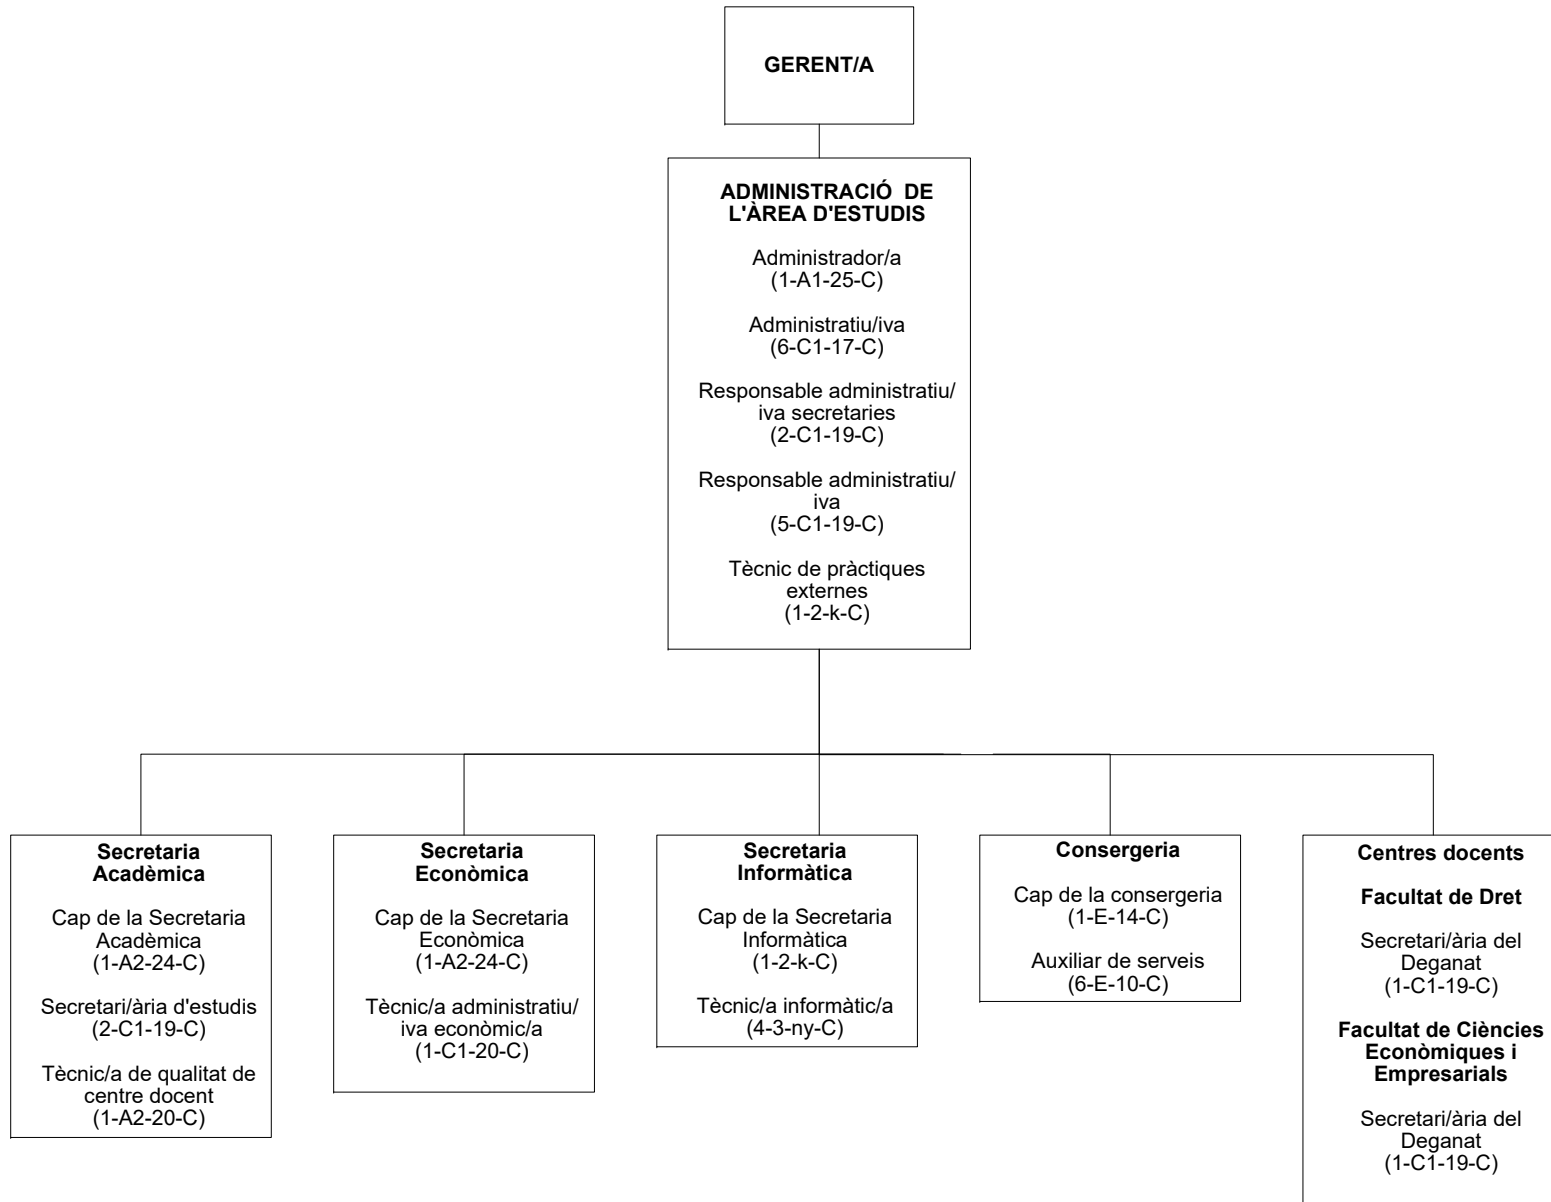 GERENT/A
ADMINISTRACIÓ DE
L'ÀREA D'ESTUDIS
Administrador/a
(1-A1-25-C)
Administratiu/iva
(6-C1-17-C)
Responsable administratiu/
iva secretaries
(2-C1-19-C)
Responsable administratiu/
iva
(5-C1-19-C)
Tècnic de pràctiques
externes
(1-2-k-C)
Secretaria
Acadèmica
Cap de la Secretaria
Acadèmica
(1-A2-24-C)
Secretari/ària d'estudis
(2-C1-19-C)
Tècnic/a de qualitat de
centre docent
(1-A2-20-C)
Secretaria
Econòmica
Cap de la Secretaria
Econòmica
(1-A2-24-C)
Tècnic/a administratiu/
iva econòmic/a
(1-C1-20-C)
Secretaria
Informàtica
Cap de la Secretaria
Informàtica
(1-2-k-C)
Tècnic/a informàtic/a
(4-3-ny-C)
Consergeria
Cap de la consergeria
(1-E-14-C)
Auxiliar de serveis
(6-E-10-C)
Centres docents
Facultat de Dret
Secretari/ària del
Deganat
(1-C1-19-C)
Facultat de Ciències
Econòmiques i
Empresarials
Secretari/ària del
Deganat
(1-C1-19-C)